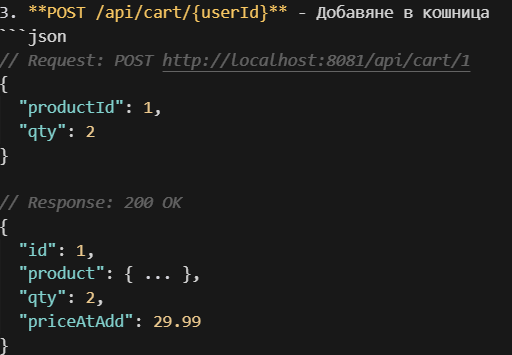 3. **POST /api/cart/{userId}** - Добавяне в кошница
```json
// Request: POST http://localhost:8081/api/cart/1
{
  "productId": 1,
  "qty": 2
}

// Response: 200 OK
{
  "id": 1,
  "product": { ... },
  "qty": 2,
  "priceAtAdd": 29.99
}